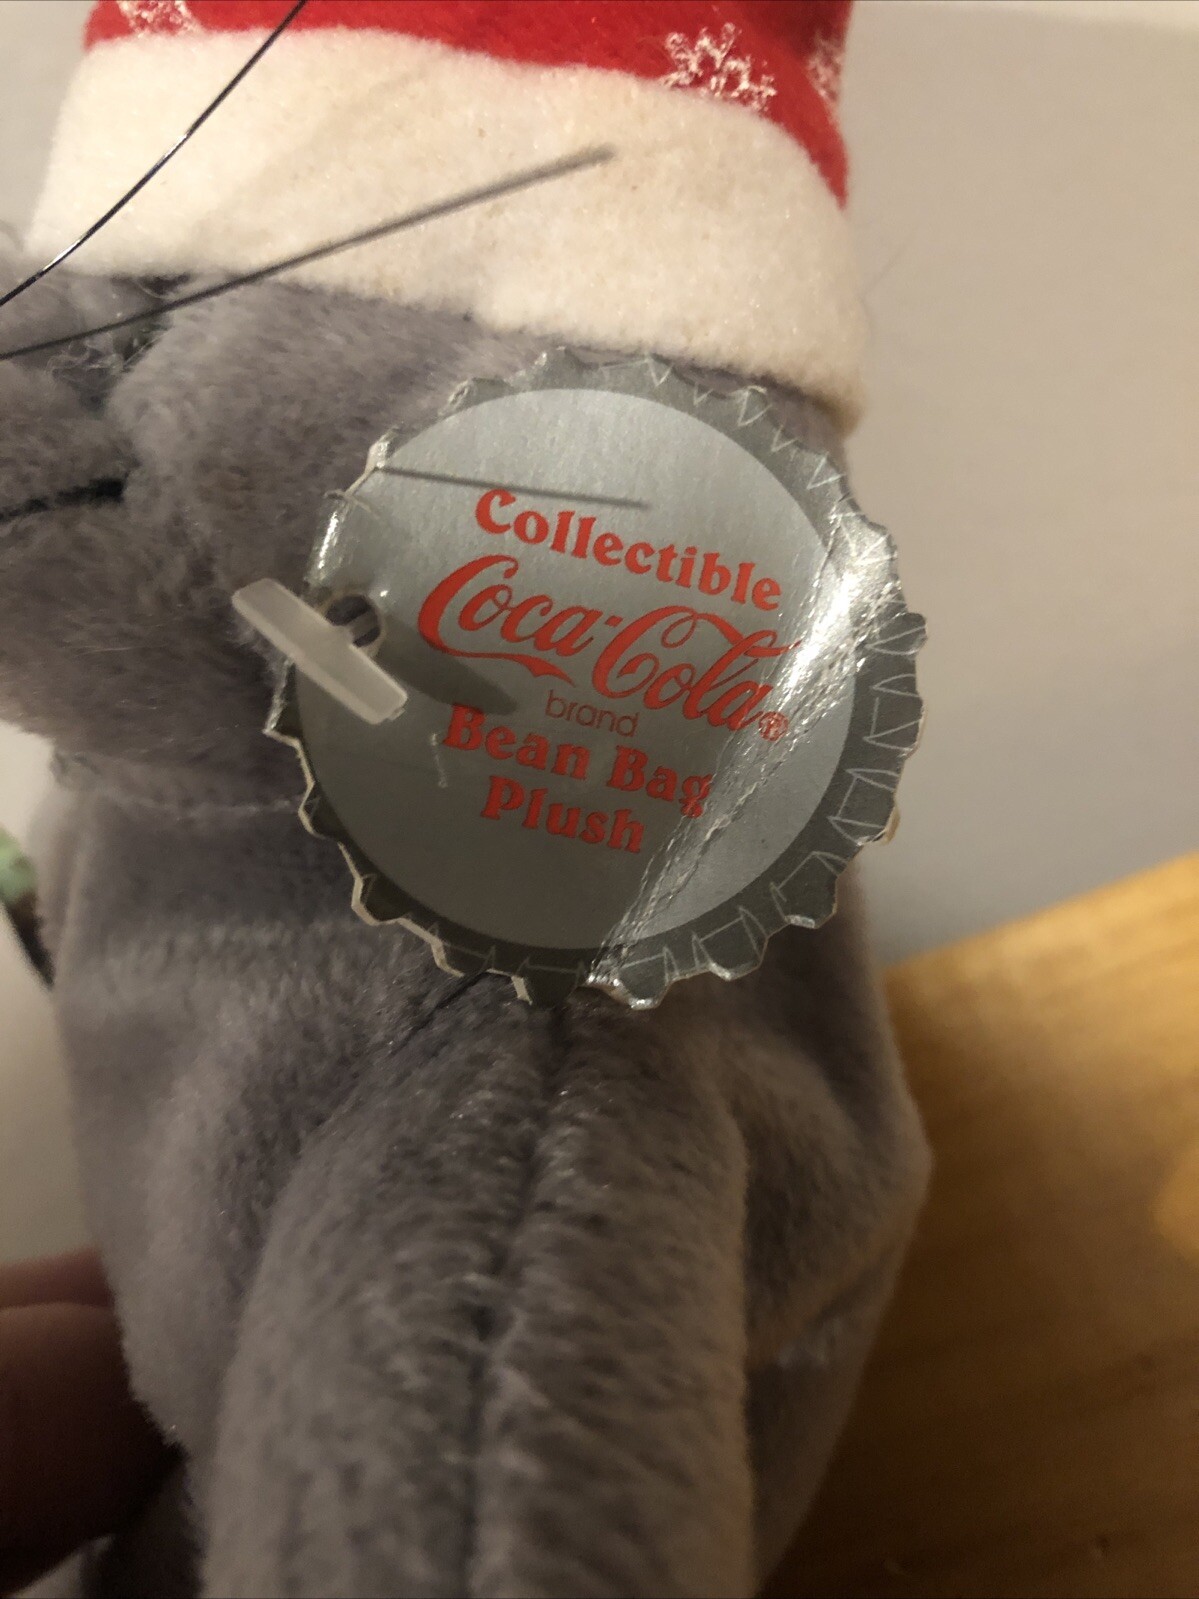 Collectible
Coca-Cola®
brand
Bean Bag
Plush